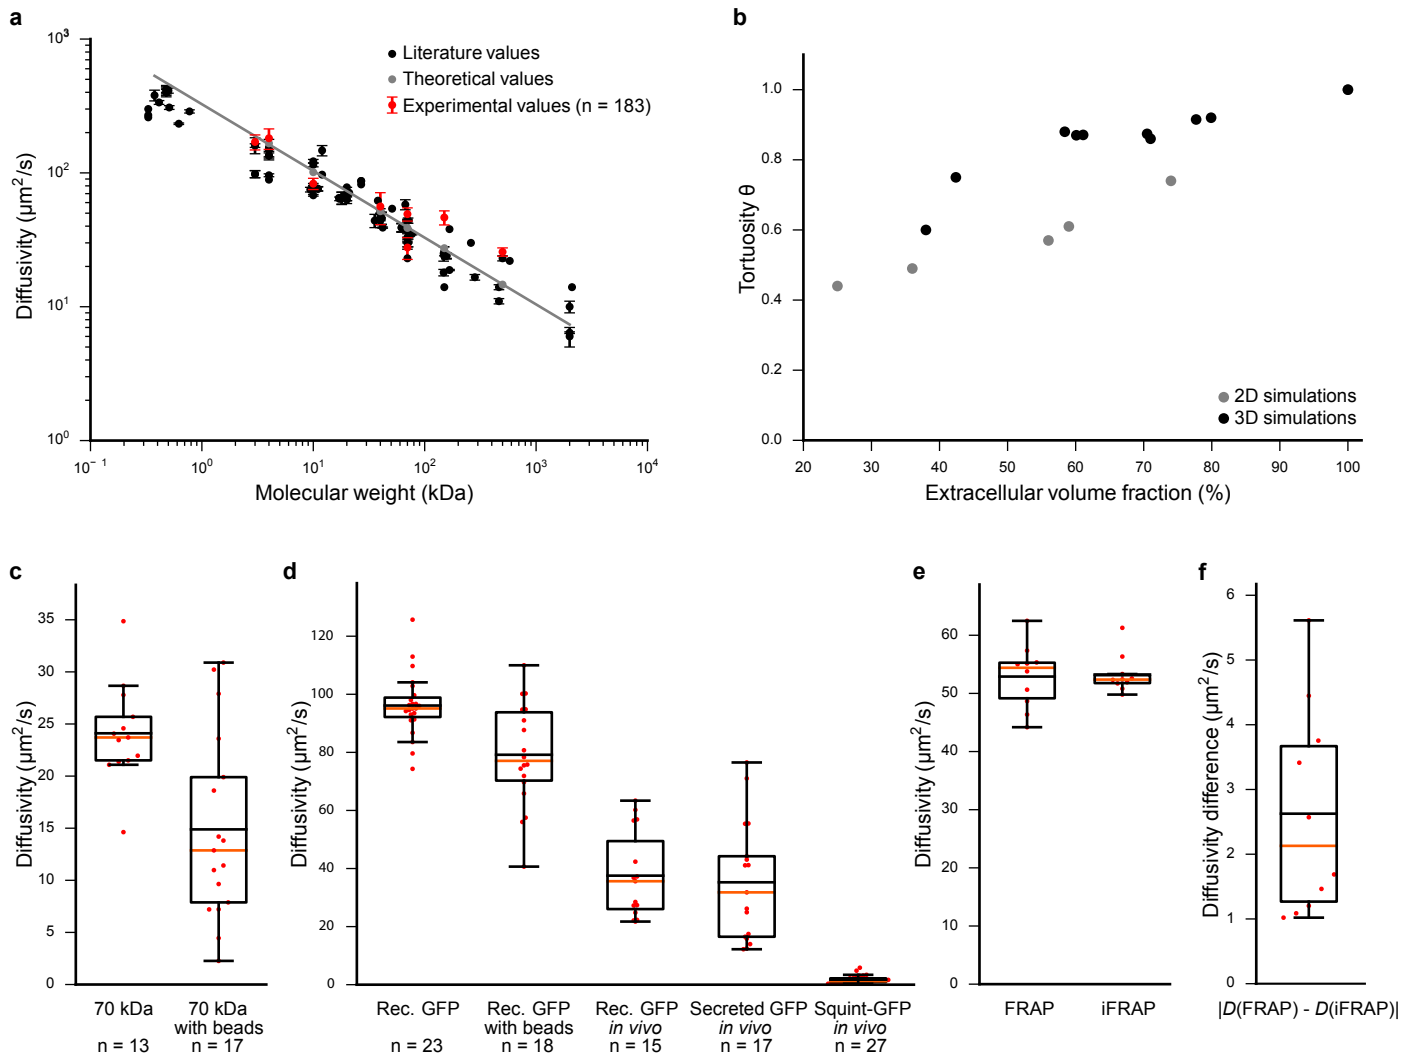 a
10³
10²
10¹
10⁰
Diffusivity (µm²/s)
Literature values
Theoretical values
Experimental values (n = 183)
10⁻¹ 10⁰ 10¹ 10² 10³ 10⁴
Molecular weight (kDa)
b
1.0
0.8
0.6
0.4
0.2
0.0
Tortuosity θ
2D simulations
3D simulations
20 30 40 50 60 70 80 90 100
Extracellular volume fraction (%)
c
35
30
25
20
15
10
5
0
Diffusivity (µm²/s)
70 kDa
n = 13
70 kDa
with beads
n = 17
d
120
100
80
60
40
20
0
Diffusivity (µm²/s)
Rec. GFP
n = 23
Rec. GFP
with beads
n = 18
Rec. GFP
in vivo
n = 15
Secreted GFP
in vivo
n = 17
Squint-GFP
in vivo
n = 27
e
60
50
40
30
20
10
0
Diffusivity (µm²/s)
FRAP
iFRAP
f
6
5
4
3
2
1
0
Diffusivity difference (µm²/s)
|D(FRAP) - D(iFRAP)|